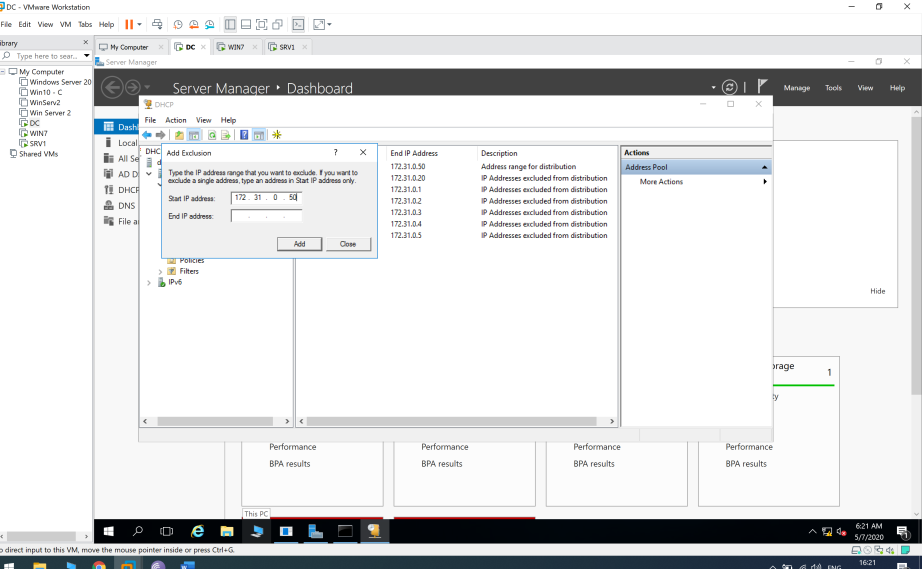 DC - VMware Workstation
File Edit View VM Tabs Help
Library
Type here to sear...
My Computer
Windows Server 20
Win10 - C
WinServ2
Win Server 2
DC
WIN7
SRV1
Shared VMs
My Computer DC WIN7 SRV1
Server Manager
Server Manager • Dashboard
Manage Tools View Help
Dash
Local
All Se
AD D
DHCP
DNS
File a
DHCP
File Action View Help
DHC
d
Policies
Filters
IPv6
Add Exclusion ?
Type the IP address range that you want to exclude. If you want to
exclude a single address, type an address in Start IP address only.
Start IP address: 172 . 31 . 0 . 50
End IP address: . . .
Add Close
End IP Address Description
172.31.0.50 Address range for distribution
172.31.0.20 IP Addresses excluded from distribution
172.31.0.1 IP Addresses excluded from distribution
172.31.0.2 IP Addresses excluded from distribution
172.31.0.3 IP Addresses excluded from distribution
172.31.0.4 IP Addresses excluded from distribution
172.31.0.5 IP Addresses excluded from distribution
Actions
Address Pool
More Actions
Hide
orage 1
ty
Performance Performance Performance Performance
BPA results BPA results BPA results BPA results
This PC
6:21 AM
5/7/2020
o direct input to this VM, move the mouse pointer inside or press Ctrl+G.
ENG 16:21